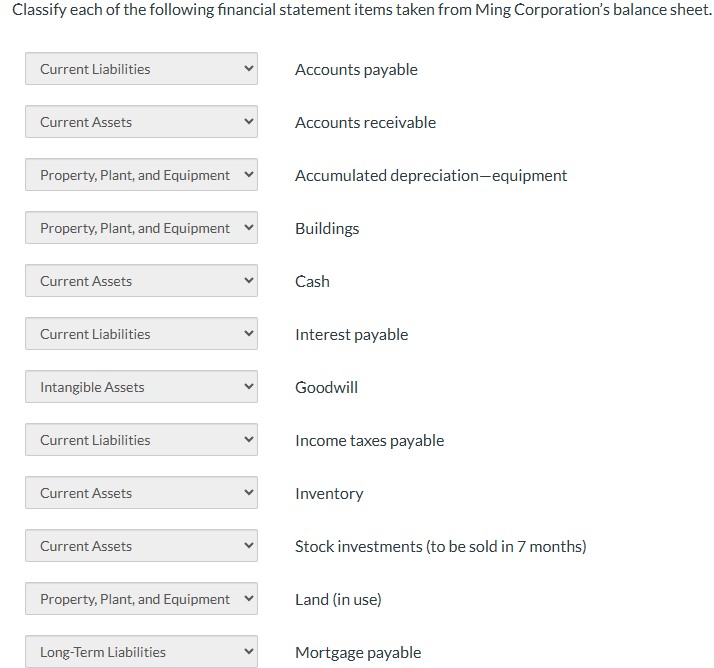 Classify each of the following financial statement items taken from Ming Corporation’s balance sheet.
Current Liabilities Accounts payable
Current Assets Accounts receivable
Property, Plant, and Equipment Accumulated depreciation—equipment
Property, Plant, and Equipment Buildings
Current Assets Cash
Current Liabilities Interest payable
Intangible Assets Goodwill
Current Liabilities Income taxes payable
Current Assets Inventory
Current Assets Stock investments (to be sold in 7 months)
Property, Plant, and Equipment Land (in use)
Long-Term Liabilities Mortgage payable